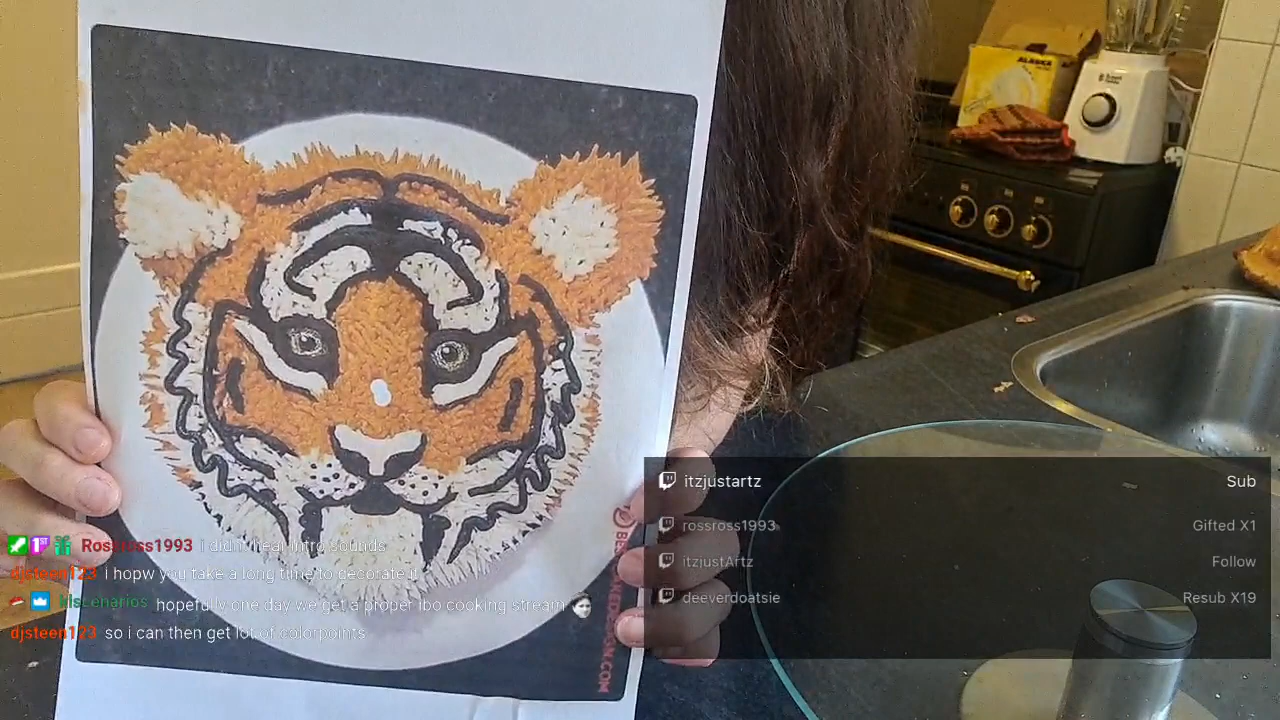 ALASKA
Rossross1993 i didnt hear intro sounds
djsteen123 i hopw you take a long time to decorate it
hopefully one day we get a proper ibo cooking stream
djsteen123 so i can then get lot of colorpoints
itzjustartz Sub
rossross1993 Gifted X1
itzjustArtz Follow
deeverdoatsie Resub X19